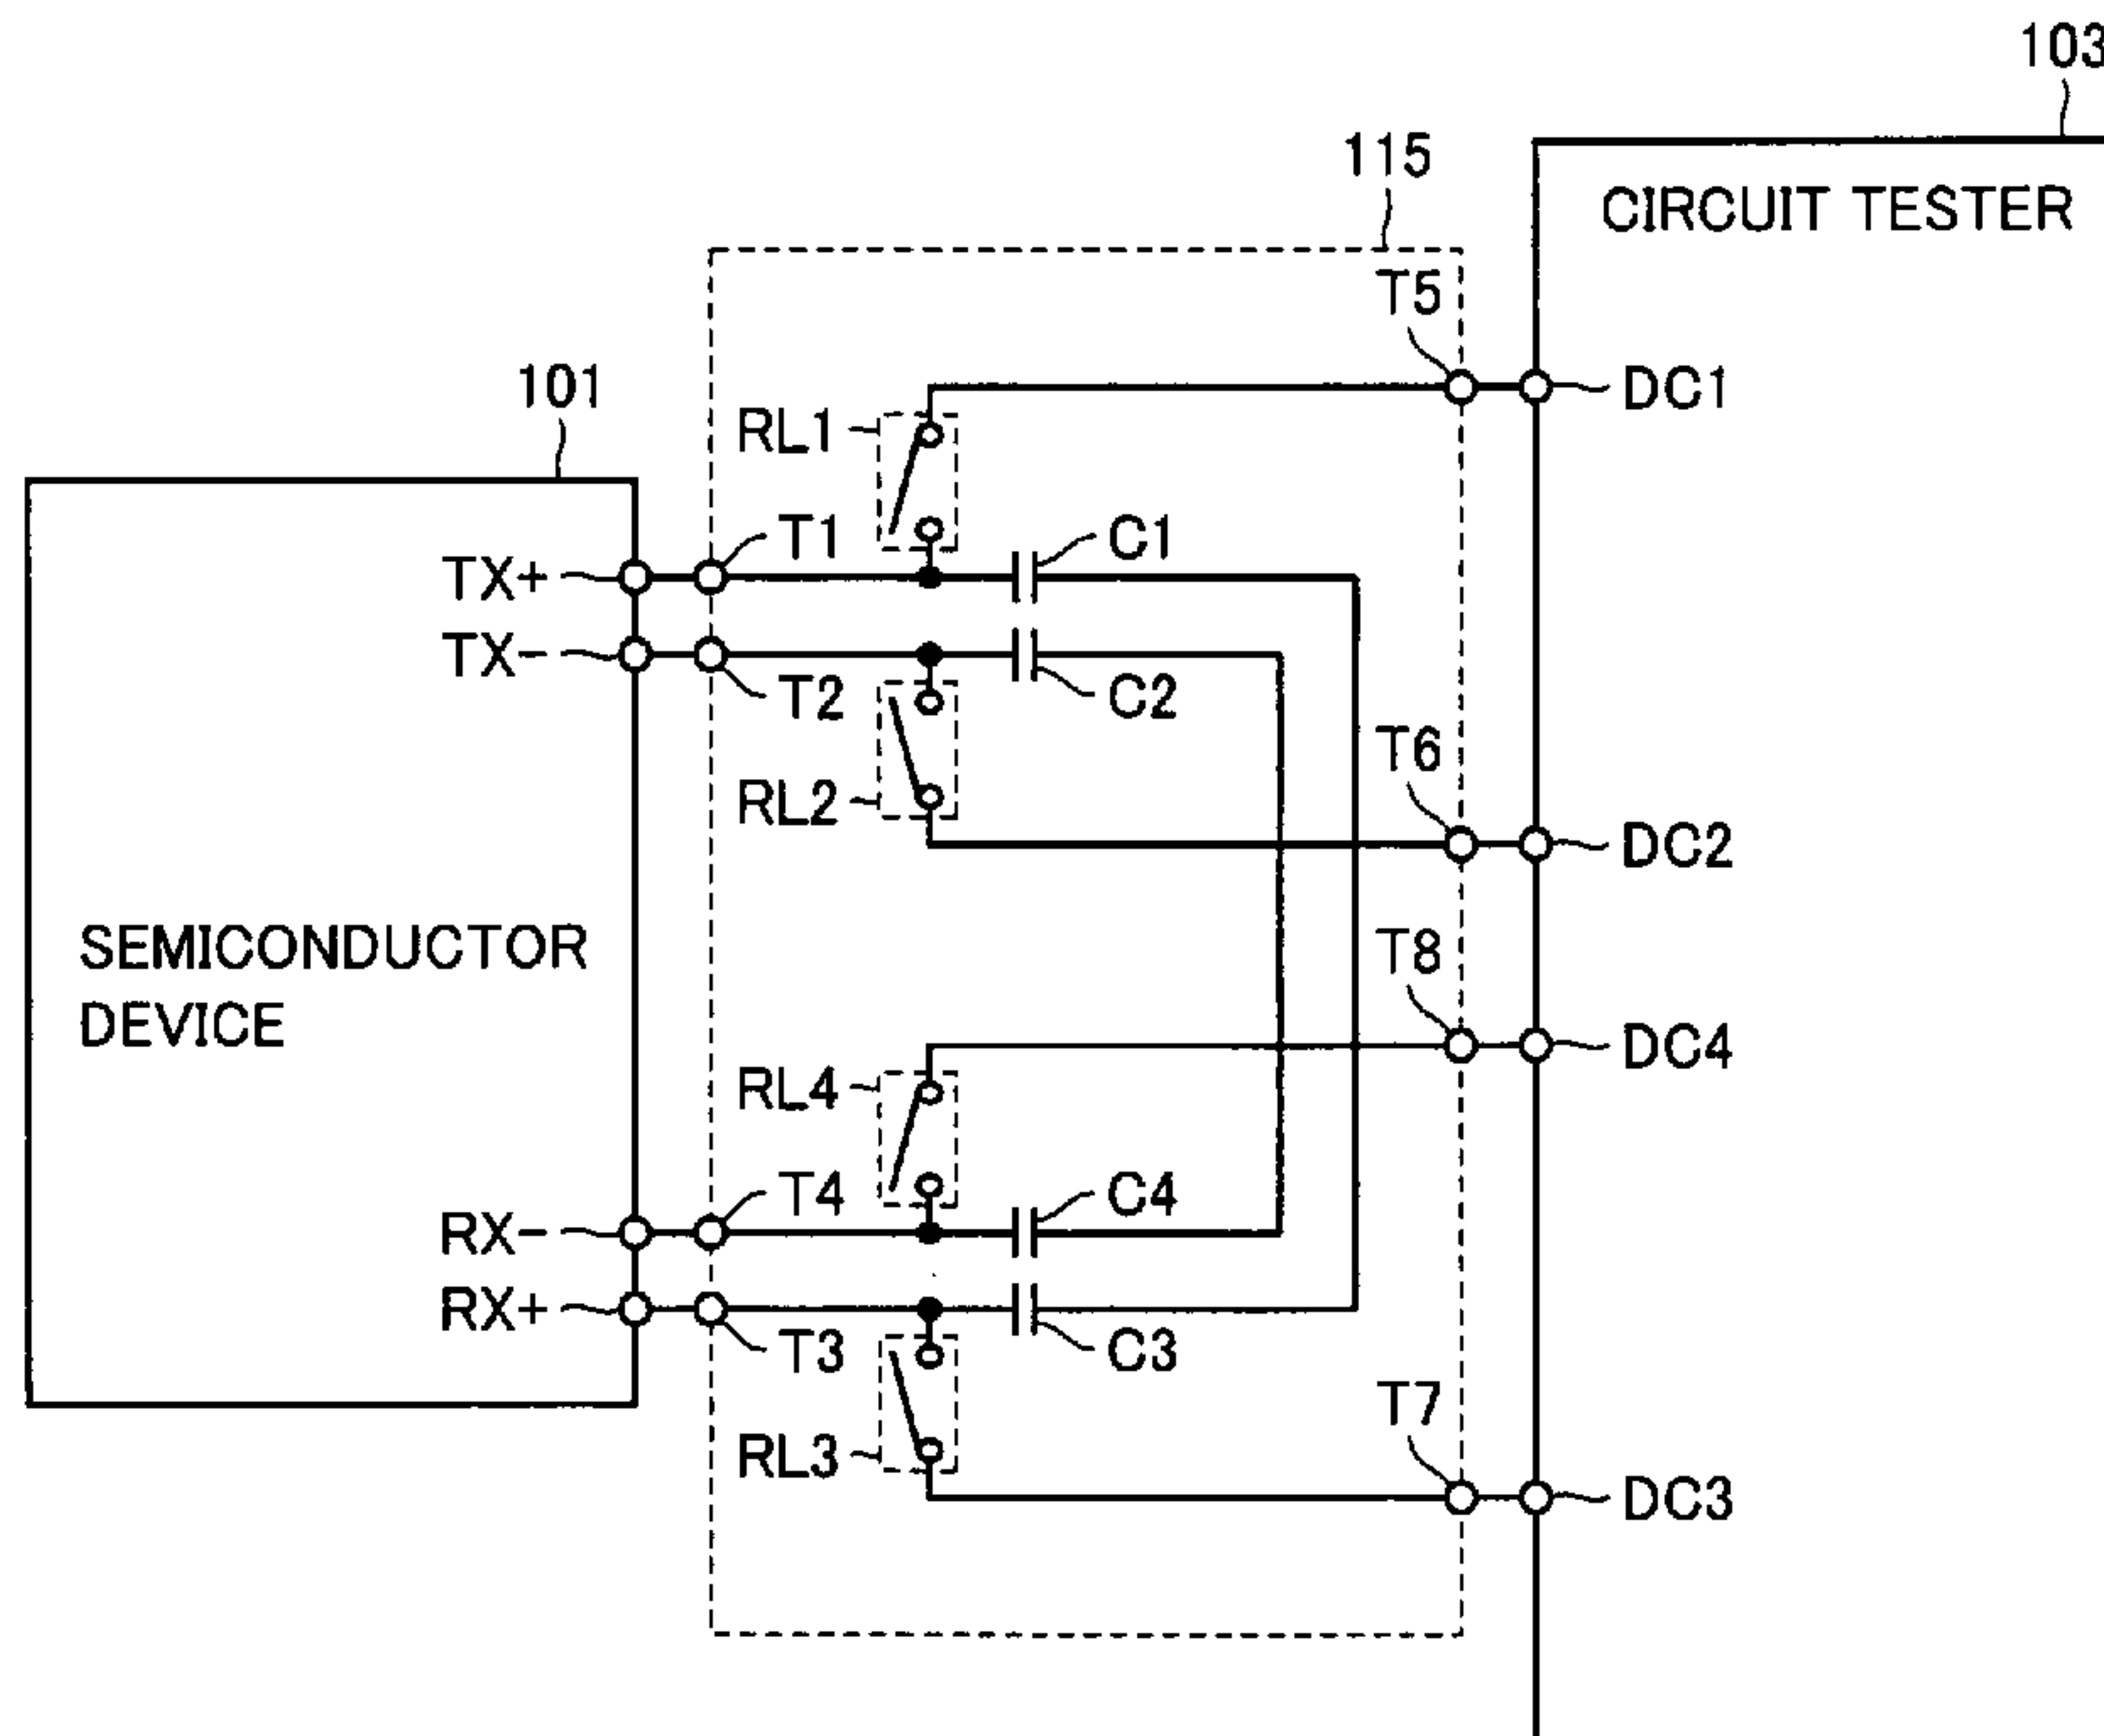 103
115
CIRCUIT TESTER
T5
101
RL1
DC1
T1
C1
TX+
TX-
T2
C2
T6
RL2
DC2
SEMICONDUCTOR
DEVICE
T8
DC4
RL4
T4
C4
RX-
RX+
T3
C3
T7
RL3
DC3